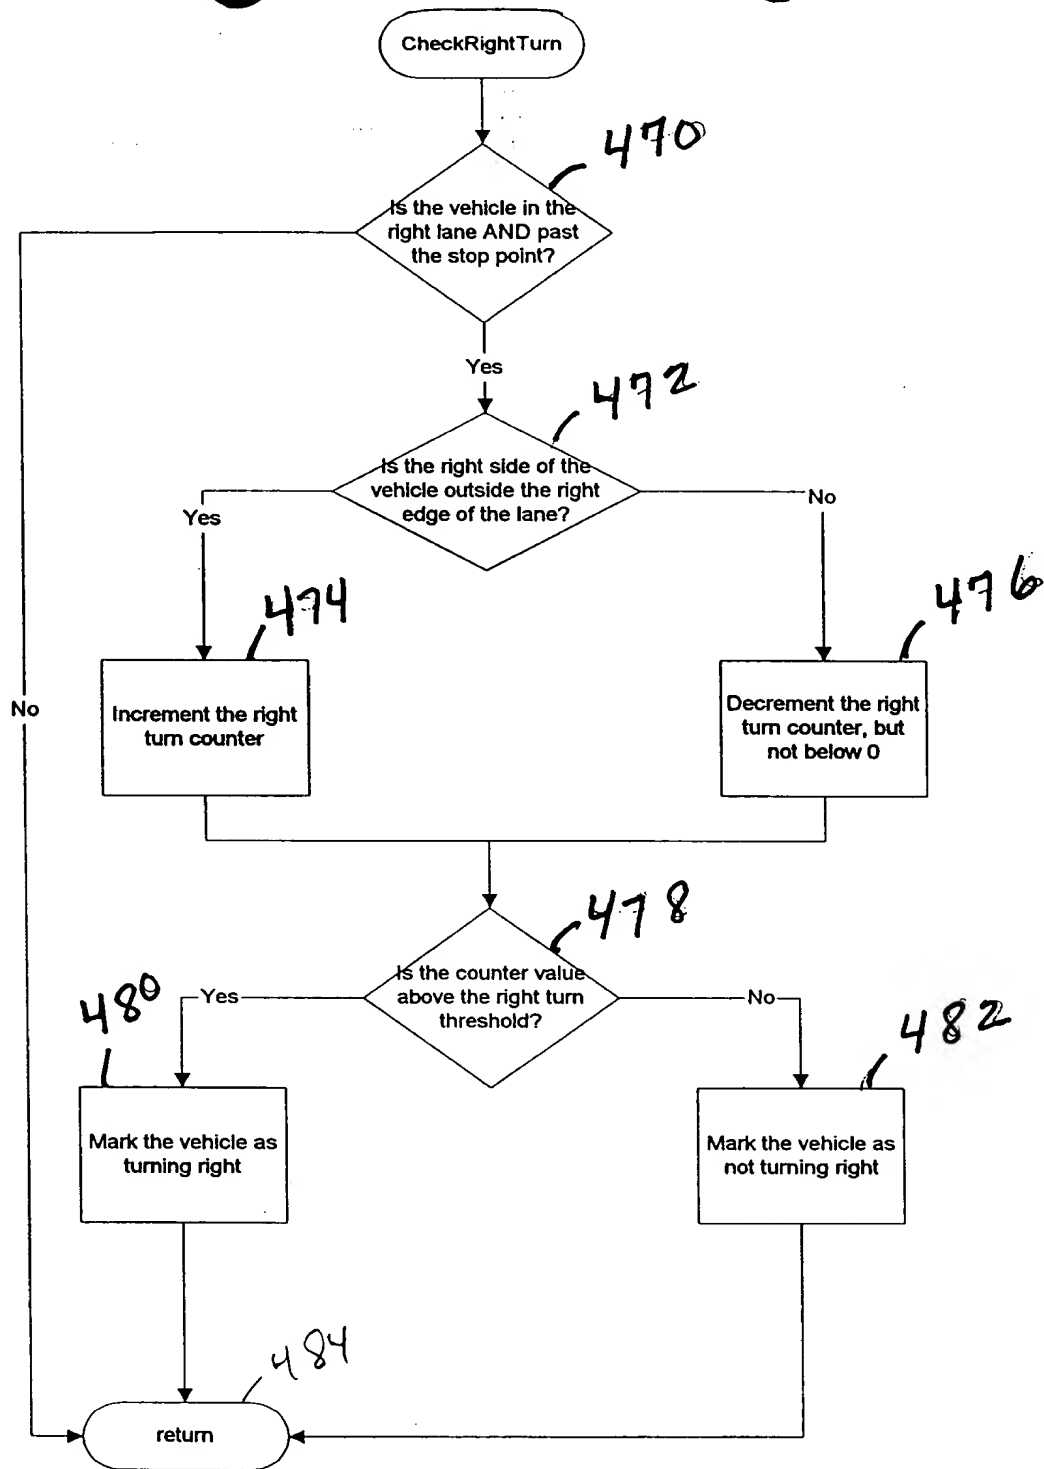 CheckRightTurn
470
Is the vehicle in the
right lane AND past
the stop point?
Yes
472
Is the right side of the
vehicle outside the right
edge of the lane?
Yes
No
474
476
Increment the right
turn counter
Decrement the right
turn counter, but
not below 0
No
478
Is the counter value
above the right turn
threshold?
Yes
No
480
482
Mark the vehicle as
turning right
Mark the vehicle as
not turning right
484
return